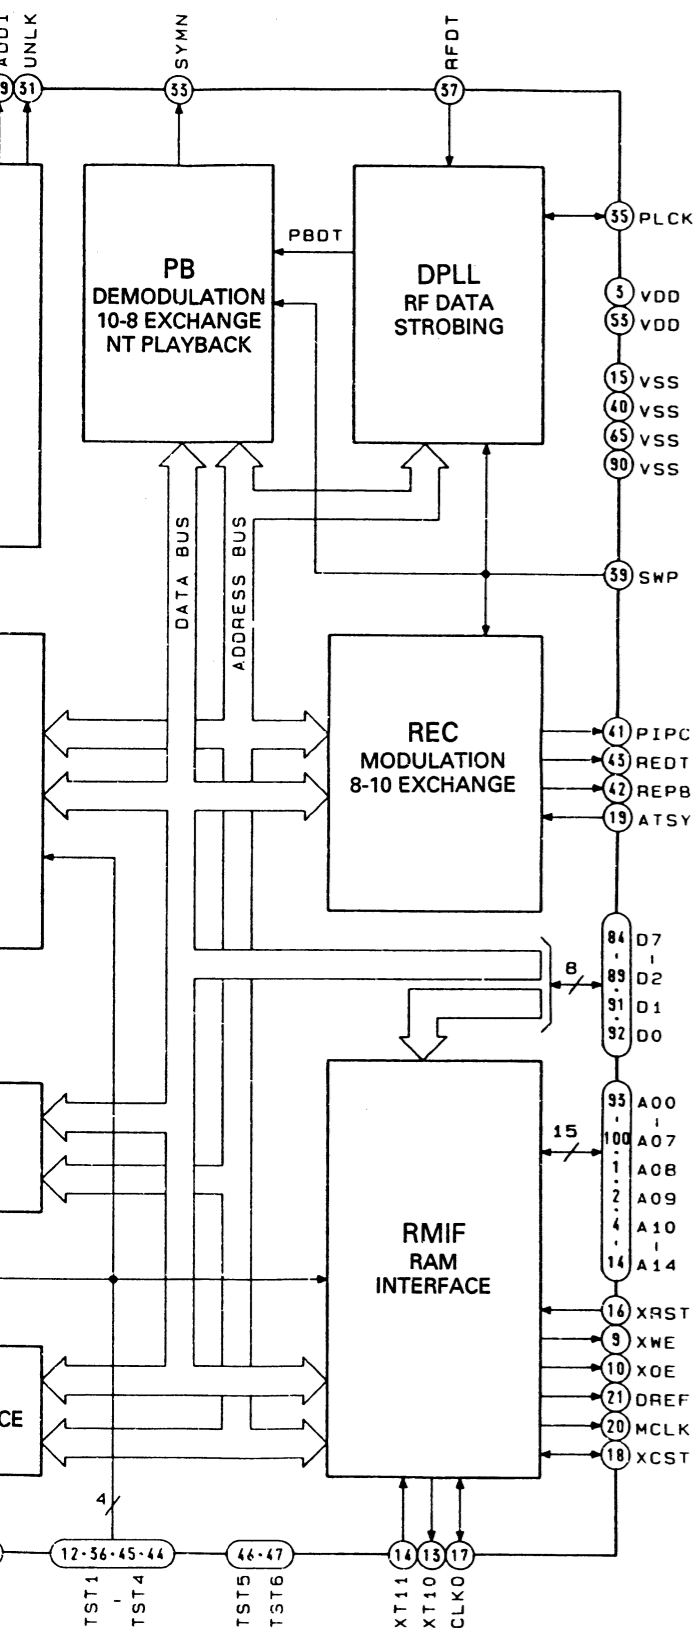 ADDT
UNLK
SYMN
RFDT
9
31
33
37
35 PLCK
PBDT
PB
DEMODULATION
10-8 EXCHANGE
NT PLAYBACK
DPLL
RF DATA
STROBING
3 VDD
53 VDD
15 VSS
40 VSS
65 VSS
90 VSS
DATA BUS
ADDRESS BUS
39 SWP
REC
MODULATION
8-10 EXCHANGE
41 PIPC
43 REDT
42 REPB
19 ATSY
84 D7
8
89 D2
91 D1
92 D0
93 A00
15
100 A07
1 A08
2 A09
4 A10
14 A14
RMIF
RAM
INTERFACE
16 XRST
9 XWE
10 XOE
21 DREF
20 MCLK
18 XCST
CE
4
12·36·45·44
46·47
14
13
17
TST1
-
TST4
TST5
TST6
XT11
XT10
CLKO